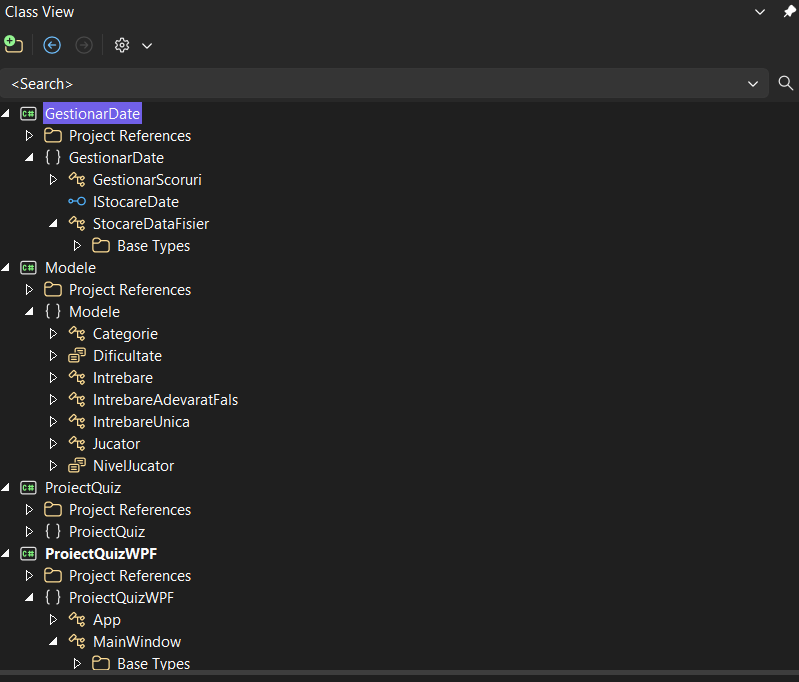 Class View
<Search>
C# GestionarDate
Project References
{ } GestionarDate
GestionarScoruri
IStocareDate
StocareDataFisier
Base Types
C# Modele
Project References
{ } Modele
Categorie
Dificultate
Intrebare
IntrebareAdevaratFals
IntrebareUnica
Jucator
NivelJucator
C# ProiectQuiz
Project References
{ } ProiectQuiz
C# ProiectQuizWPF
Project References
{ } ProiectQuizWPF
App
MainWindow
Base Types